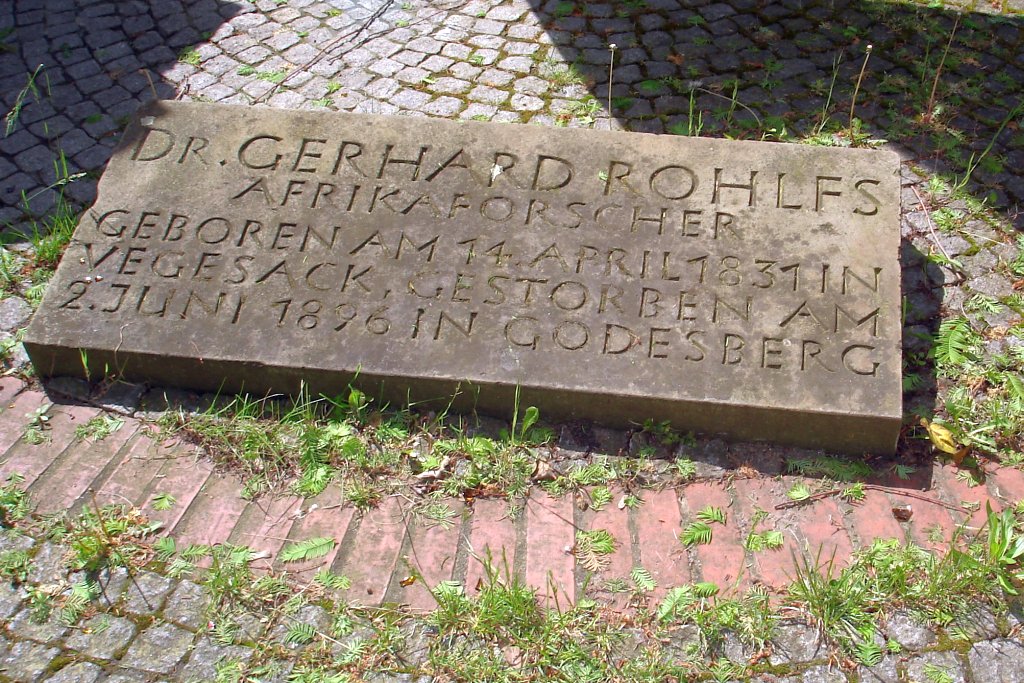 DR. GERHARD ROHLFS
AFRIKAFORSCHER
GEBOREN AM 14. APRIL 1831 IN
VEGESACK, GESTORBEN AM
2. JUNI 1896 IN GODESBERG